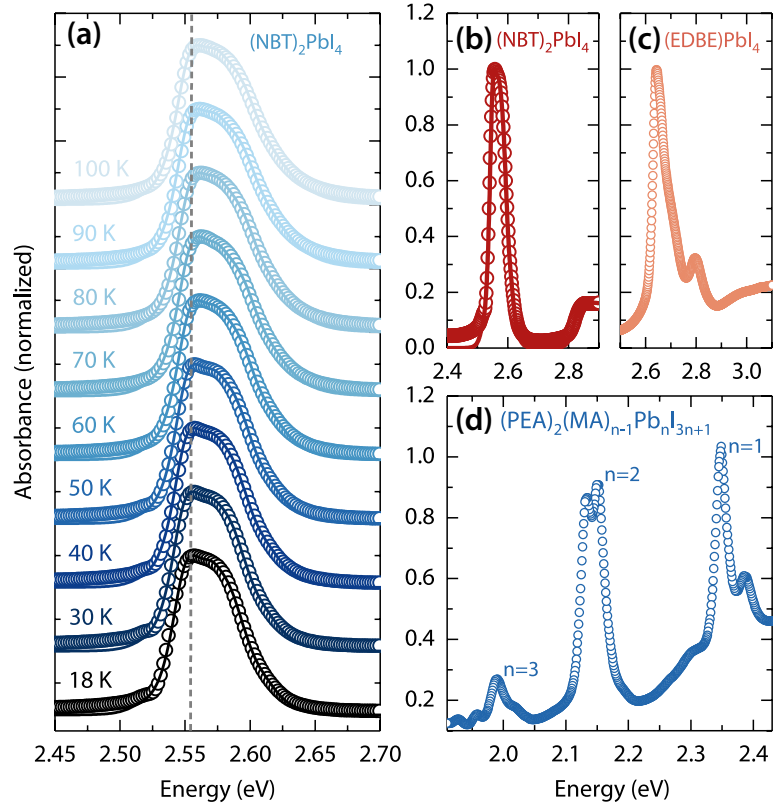 (a)
(NBT)₂PbI₄
100 K
90 K
80 K
70 K
60 K
50 K
40 K
30 K
18 K
Absorbance (normalized)
2.45 2.50 2.55 2.60 2.65 2.70
Energy (eV)
(b) (NBT)₂PbI₄
1.0
0.8
0.6
0.4
0.2
0.0
2.4 2.6 2.8
(c) (EDBE)PbI₄
2.6 2.8 3.0
(d) (PEA)₂(MA)ₙ₋₁PbₙI₃ₙ₊₁
n=1
n=2
n=3
1.2
1.0
0.8
0.6
0.4
0.2
2.0 2.1 2.2 2.3 2.4
Energy (eV)